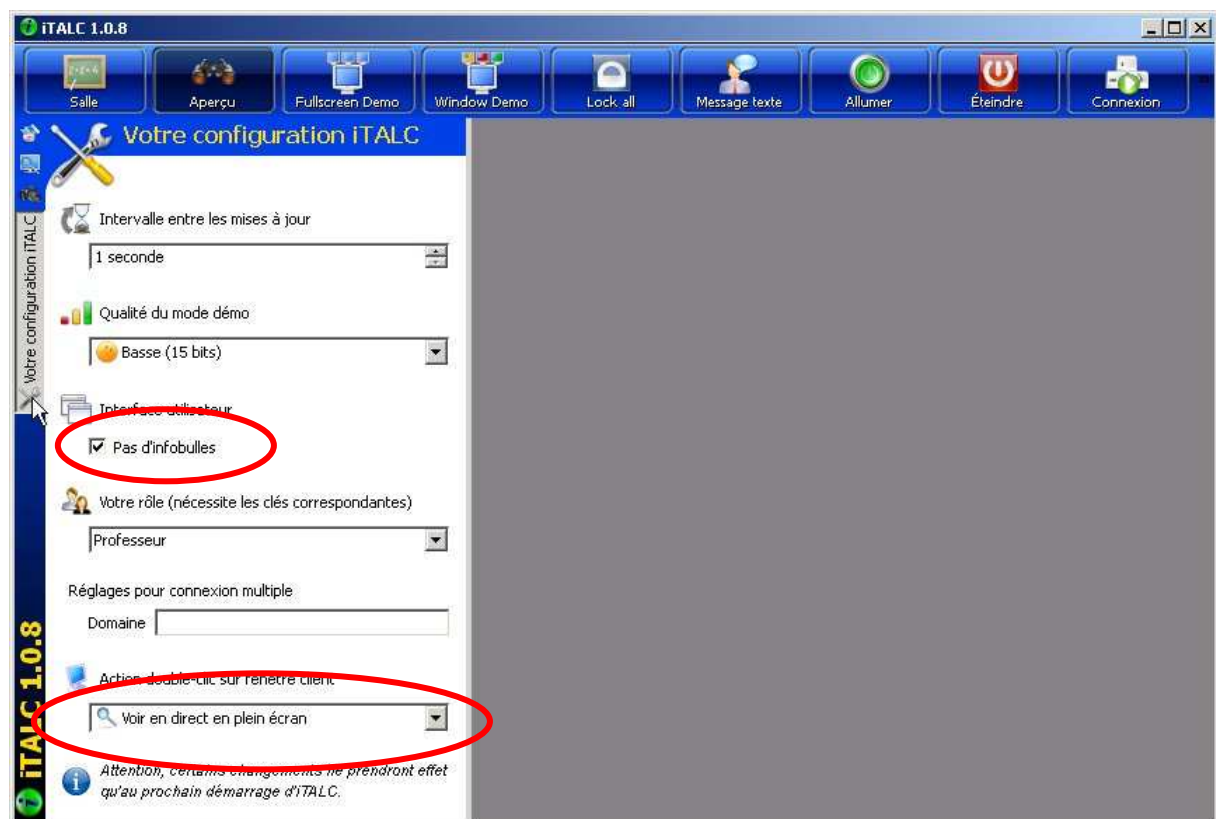 iTALC 1.0.8
Salle
Aperçu
Fullscreen Demo
Window Demo
Lock all
Message texte
Allumer
Éteindre
Connexion
Votre configuration iTALC
Votre configuration iTALC
Intervalle entre les mises à jour
1 seconde
Qualité du mode démo
Basse (15 bits)
Interface utilisateur
Pas d'infobulles
Votre rôle (nécessite les clés correspondantes)
Professeur
Réglages pour connexion multiple
Domaine
Action double-clic sur fenêtre client
Voir en direct en plein écran
Attention, certains changements ne prendront effet
qu'au prochain démarrage d'iTALC.
iTALC 1.0.8